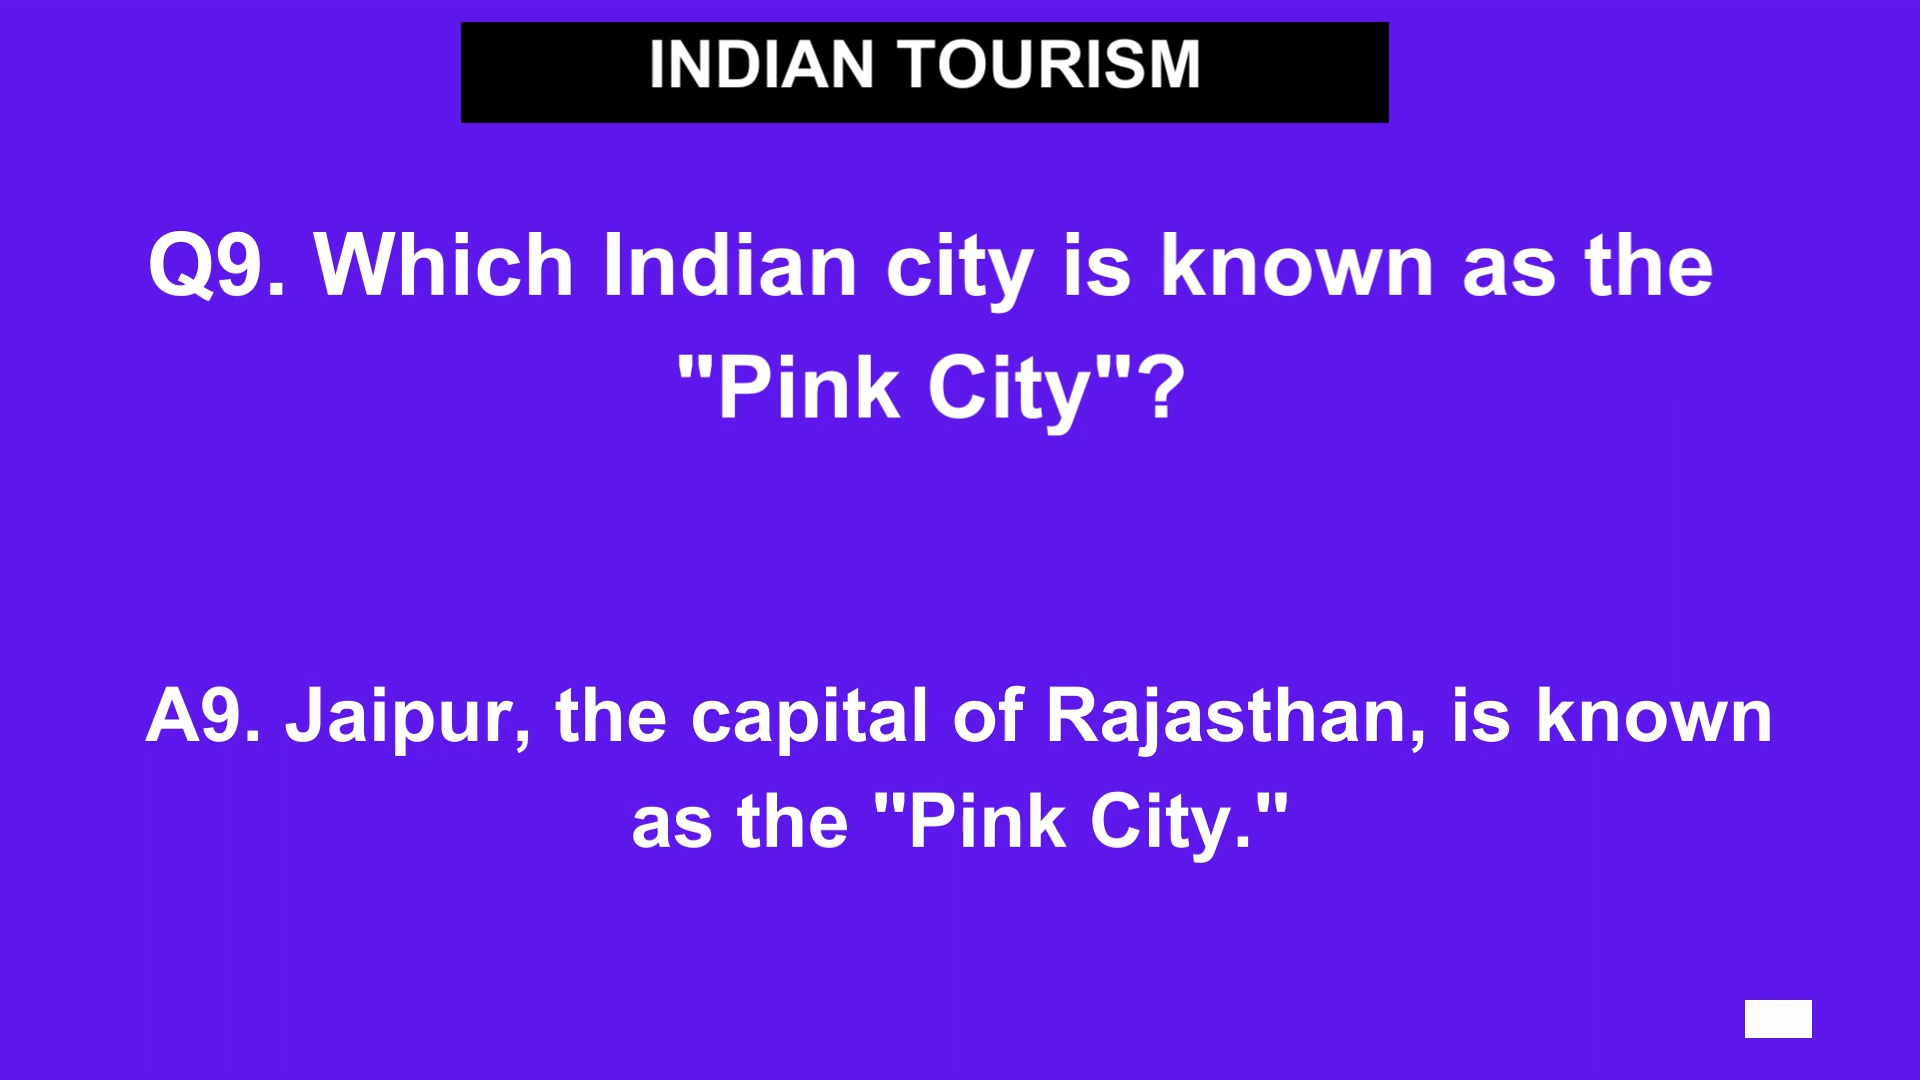 INDIAN TOURISM
Q9. Which Indian city is known as the
"Pink City"?
A9. Jaipur, the capital of Rajasthan, is known
as the "Pink City."